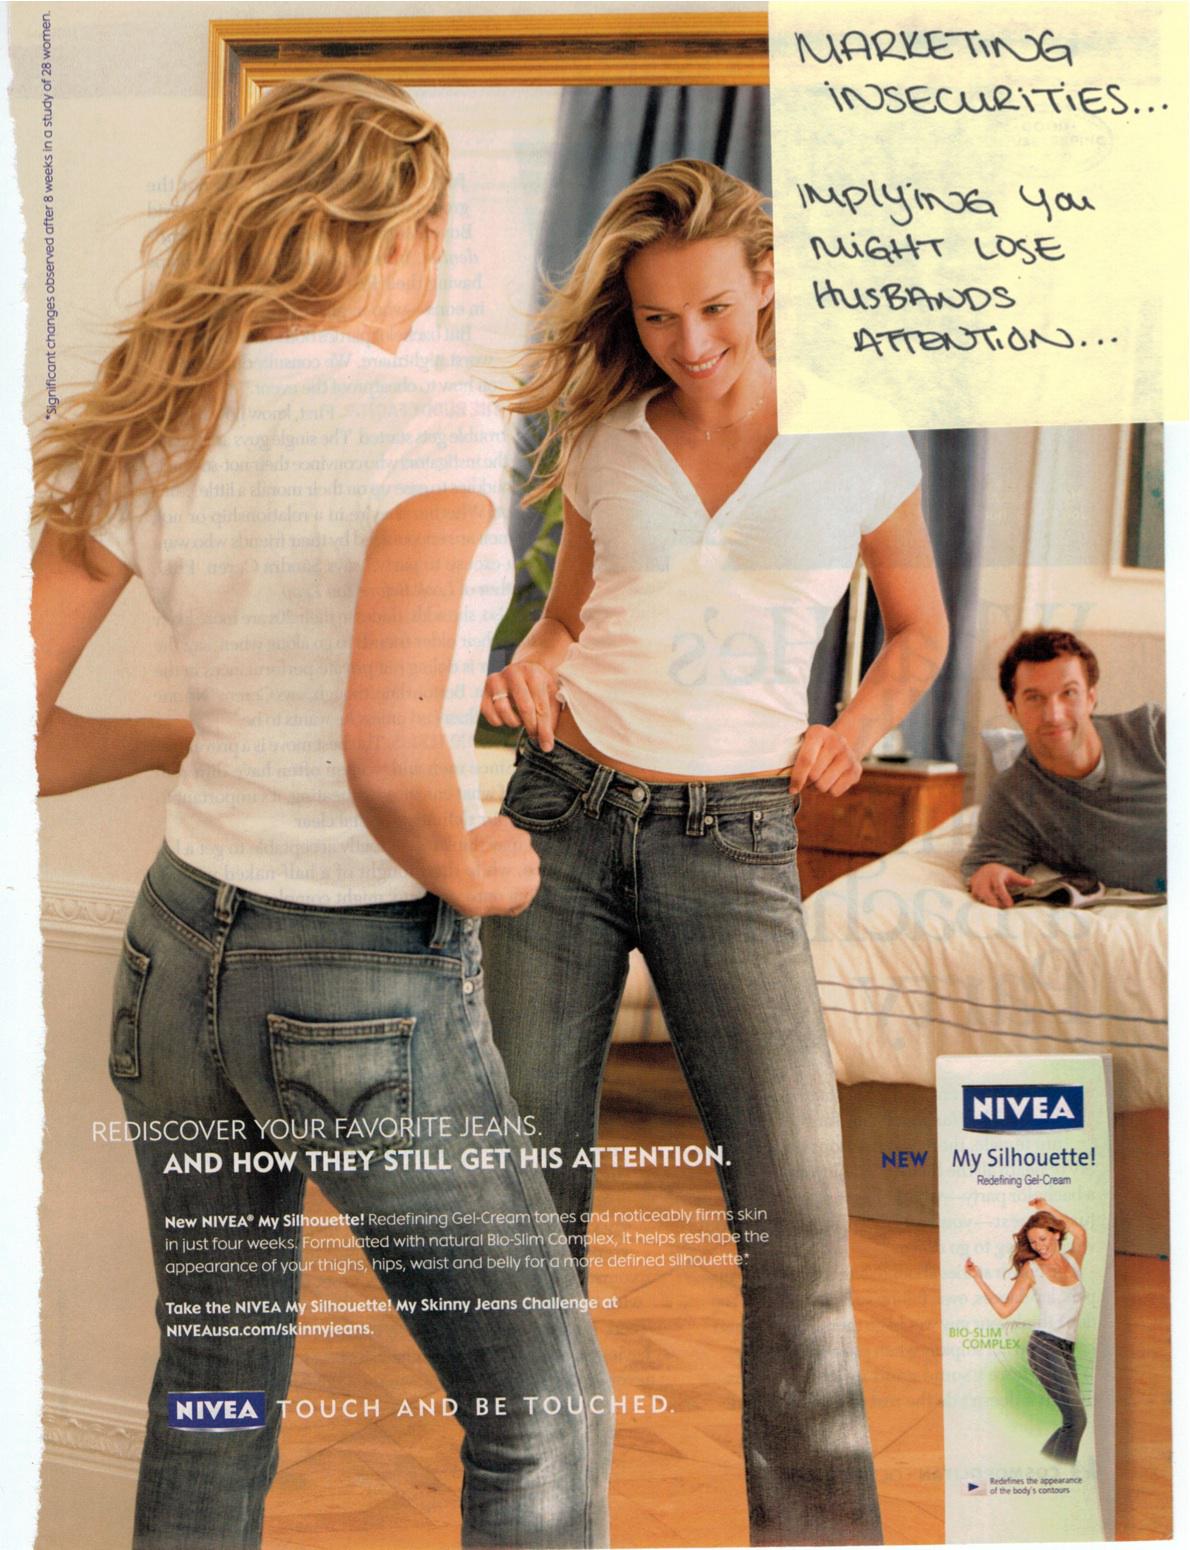 *significant changes observed after 8 weeks in a study of 28 women.
MARKETING
INSECURITIES...
IMPLYING YOU
MIGHT LOSE
HUSBANDS
ATTENTION...
REDISCOVER YOUR FAVORITE JEANS.
AND HOW THEY STILL GET HIS ATTENTION.
New NIVEA® My Silhouette! Redefining Gel-Cream tones and noticeably firms skin
in just four weeks. Formulated with natural Bio-Slim Complex, it helps reshape the
appearance of your thighs, hips, waist and belly for a more defined silhouette*.
Take the NIVEA My Silhouette! My Skinny Jeans Challenge at
NIVEAusa.com/skinnyjeans.
NIVEA TOUCH AND BE TOUCHED.
NEW
NIVEA
My Silhouette!
Redefining Gel-Cream
BIO-SLIM
COMPLEX
Redefines the appearance
of the body's contours